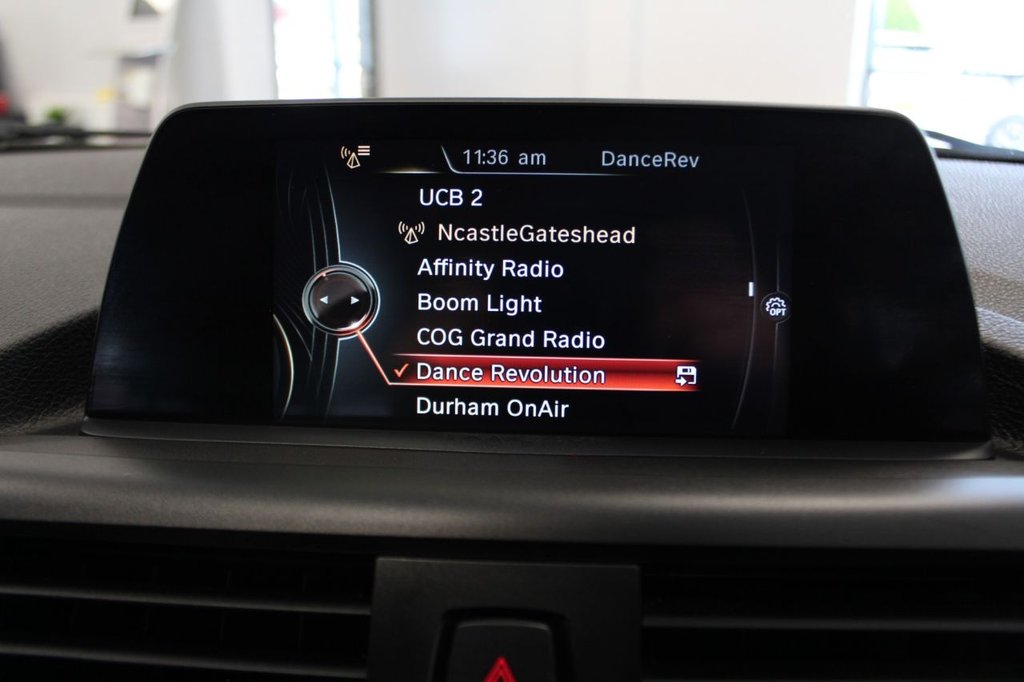 11:36 am DanceRev
UCB 2
NcastleGateshead
Affinity Radio
Boom Light
OPT
COG Grand Radio
Dance Revolution
Durham OnAir